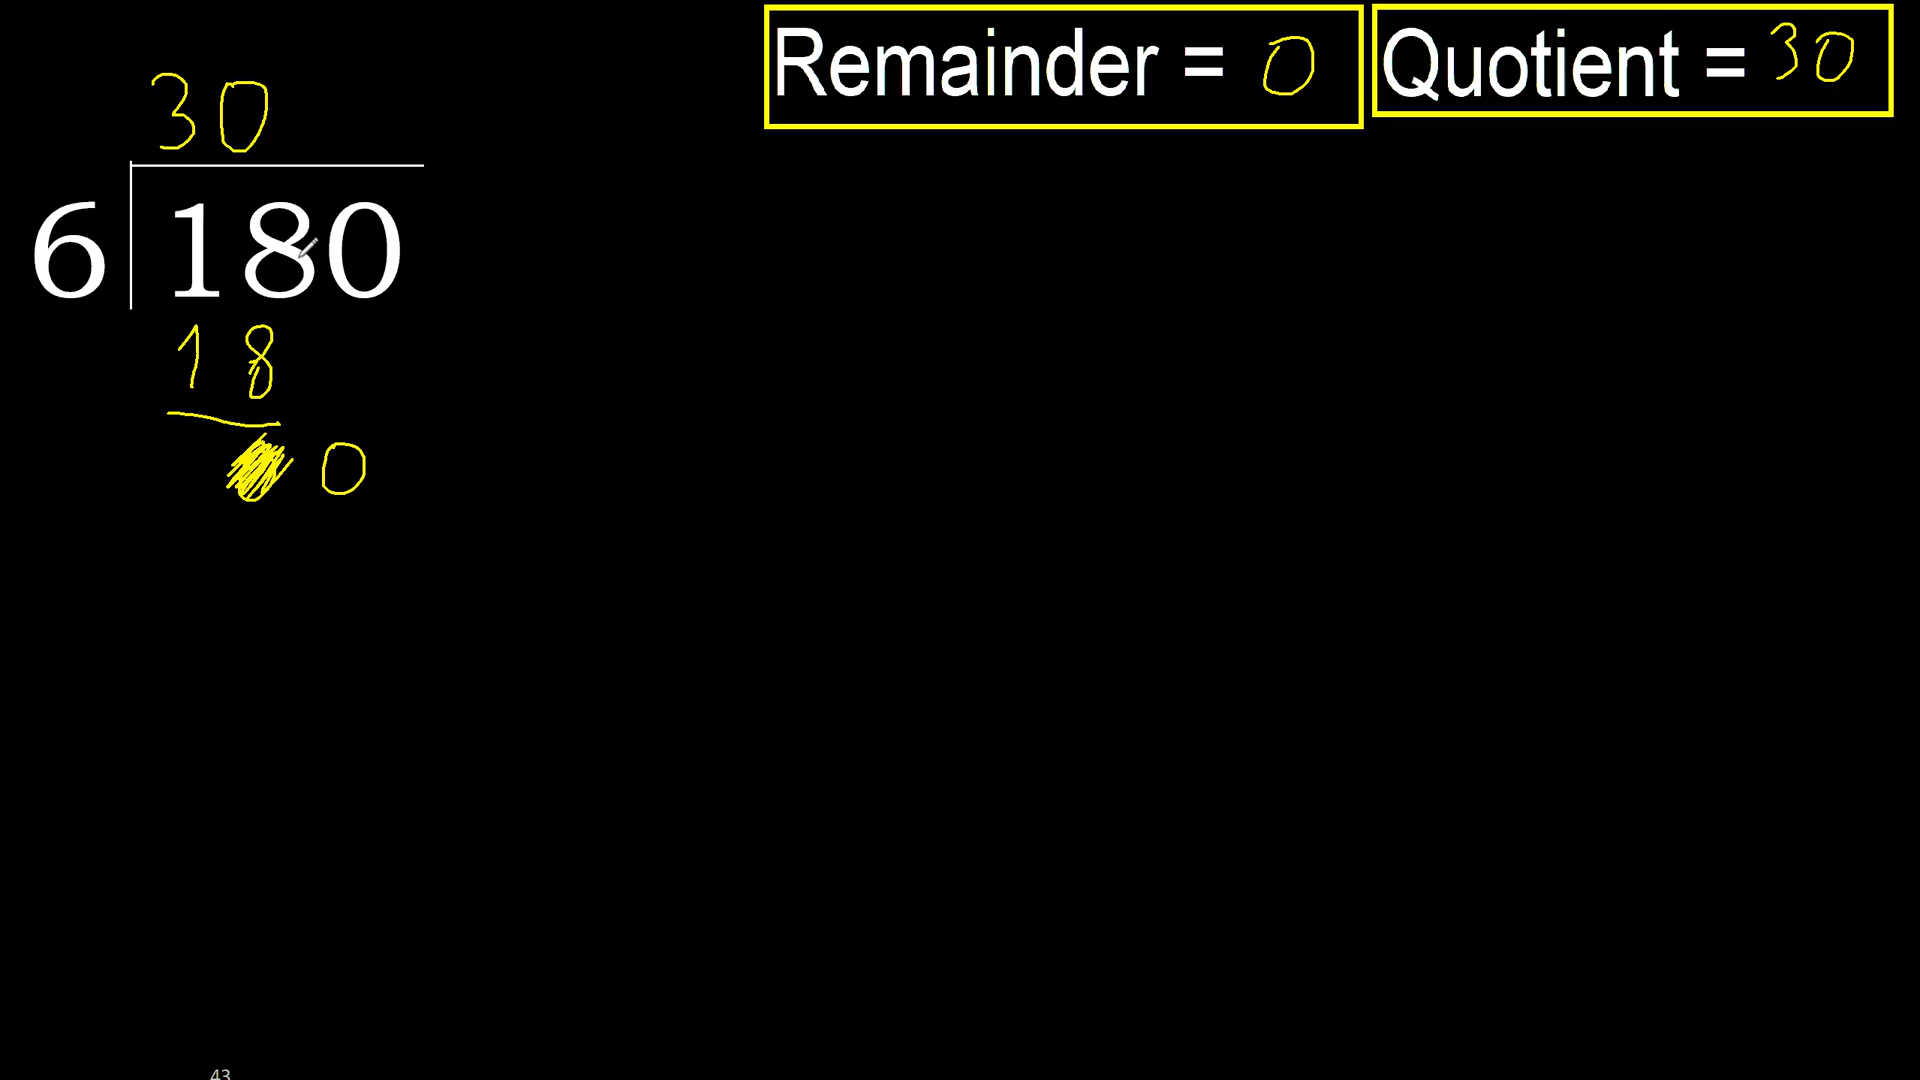 Remainder = 0
Quotient = 30
30
6 180
18
0
43